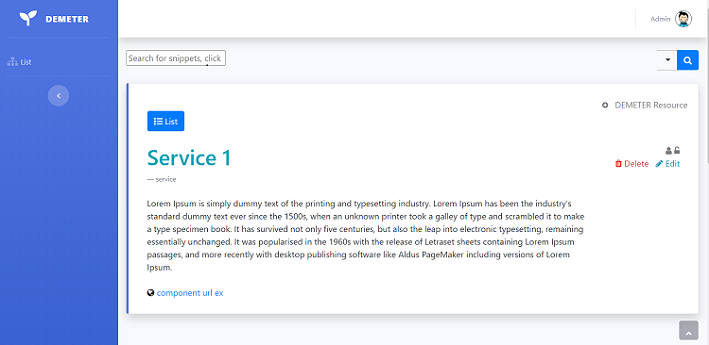 DEMETER
Admin
List
Search for snippets, click
DEMETER Resource
List
Service 1
Delete Edit
— service
Lorem Ipsum is simply dummy text of the printing and typesetting industry. Lorem Ipsum has been the industry's
standard dummy text ever since the 1500s, when an unknown printer took a galley of type and scrambled it to make
a type specimen book. It has survived not only five centuries, but also the leap into electronic typesetting, remaining
essentially unchanged. It was popularised in the 1960s with the release of Letraset sheets containing Lorem Ipsum
passages, and more recently with desktop publishing software like Aldus PageMaker including versions of Lorem
Ipsum.
component url ex